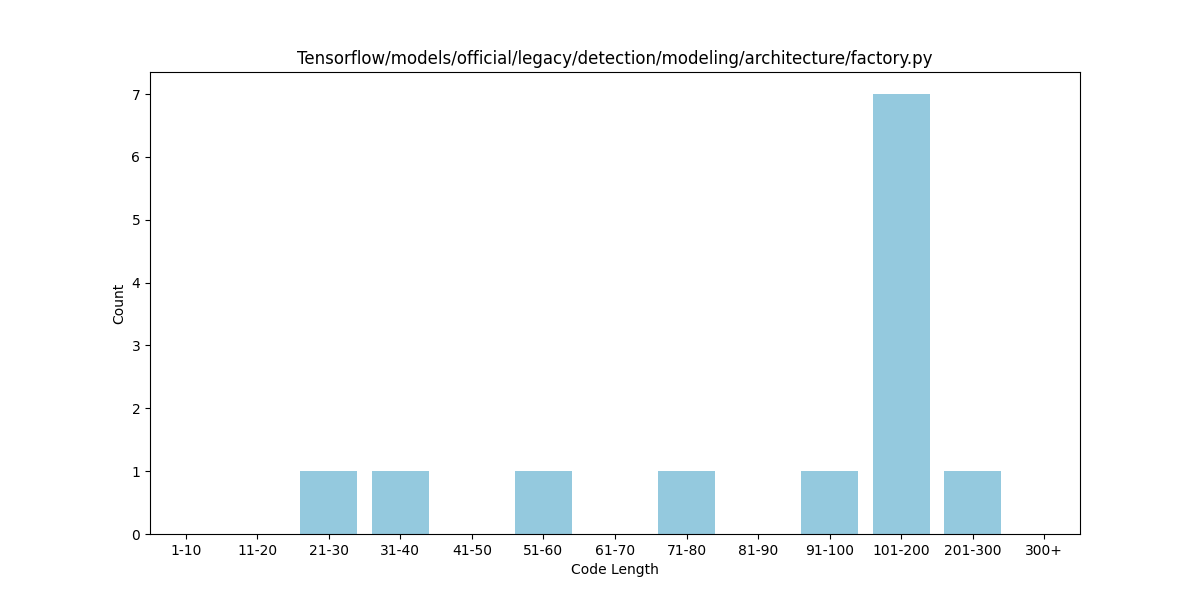 Tensorflow/models/official/legacy/detection/modeling/architecture/factory.py
7
6
5
4
3
2
1
0
Count
1-10 11-20 21-30 31-40 41-50 51-60 61-70 71-80 81-90 91-100 101-200 201-300 300+
Code Length